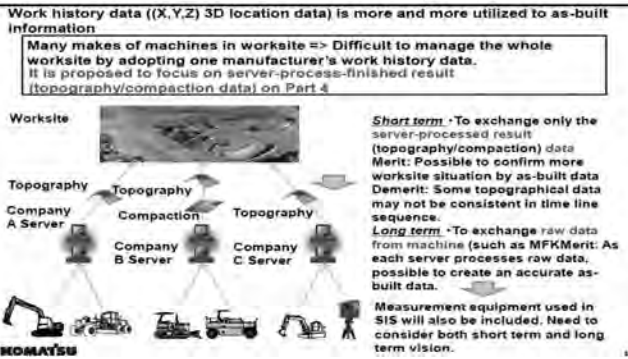 Work history data ((X,Y,Z) 3D location data) is more and more utilized to as-built
information
Many makes of machines in worksite => Difficult to manage the whole
worksite by adopting one manufacturer's work history data.
It is proposed to focus on server-process-finished result
(topography/compaction data) on Part 4
Worksite
Topography
Topography
Company
A Server
Compaction
Topography
Company
B Server
Company
C Server
Short term ・To exchange only the
server-processed result
(topography/compaction) data
Merit: Possible to confirm more
worksite situation by as-built data
Demerit: Some topographical data
may not be consistent in time line
sequence.
Long term ・To exchange raw data
from machine (such as MFKMerit: As
each server processes raw data,
possible to create an accurate as-
built data.
Measurement equipment used in
SIS will also be included. Need to
consider both short term and long
term vision.
KOMATSU